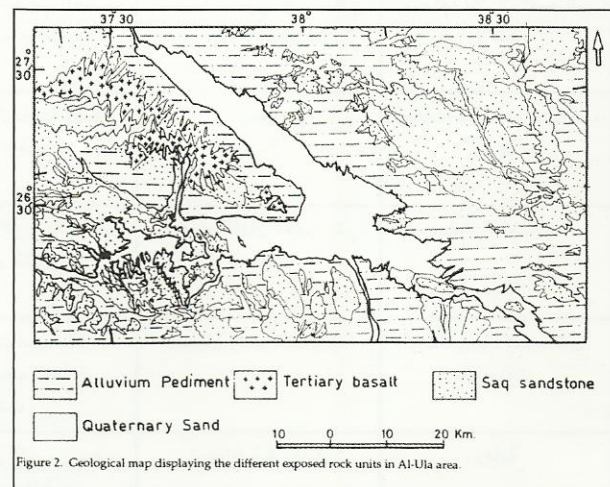 37.30 38° 38.30
27°
30
26°
30
Alluvium Pediment Tertiary basalt Saq sandstone
Quaternary Sand
10 0 10 20 Km.
Figure 2. Geological map displaying the different exposed rock units in Al-Ula area.